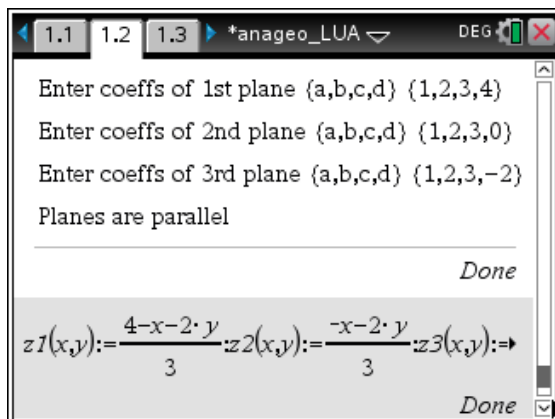 1.1 1.2 1.3 *anageo_LUA DEG
Enter coeffs of 1st plane {a,b,c,d} {1,2,3,4}
Enter coeffs of 2nd plane {a,b,c,d} {1,2,3,0}
Enter coeffs of 3rd plane {a,b,c,d} {1,2,3,−2}
Planes are parallel
Done
z1(x,y):=(4−x−2·y)/3:z2(x,y):=(-x−2·y)/3:z3(x,y):=
Done